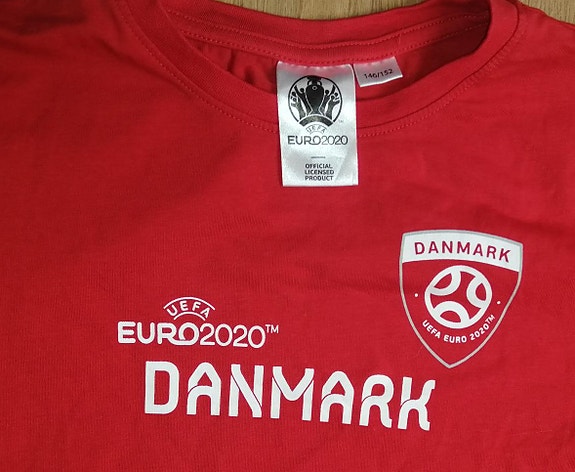 146/152
UEFA
EURO2020
OFFICIAL
LICENSED
PRODUCT
DANMARK
UEFA EURO 2020™
UEFA
EURO2020™
DANMARK